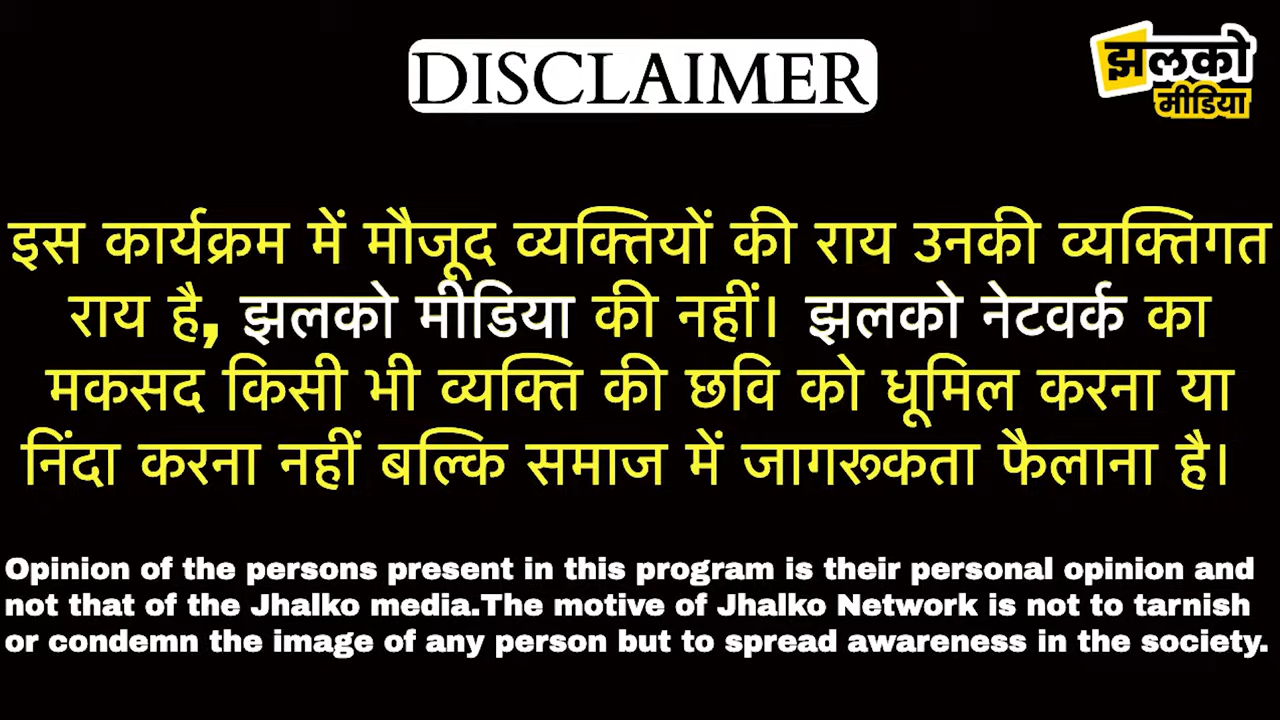 DISCLAIMER
झलको
मीडिया
इस कार्यक्रम में मौजूद व्यक्तियों की राय उनकी व्यक्तिगत
राय है, झलको मीडिया की नहीं। झलको नेटवर्क का
मकसद किसी भी व्यक्ति की छवि को धूमिल करना या
निंदा करना नहीं बल्कि समाज में जागरूकता फैलाना है।
Opinion of the persons present in this program is their personal opinion and
not that of the Jhalko media.The motive of Jhalko Network is not to tarnish
or condemn the image of any person but to spread awareness in the society.